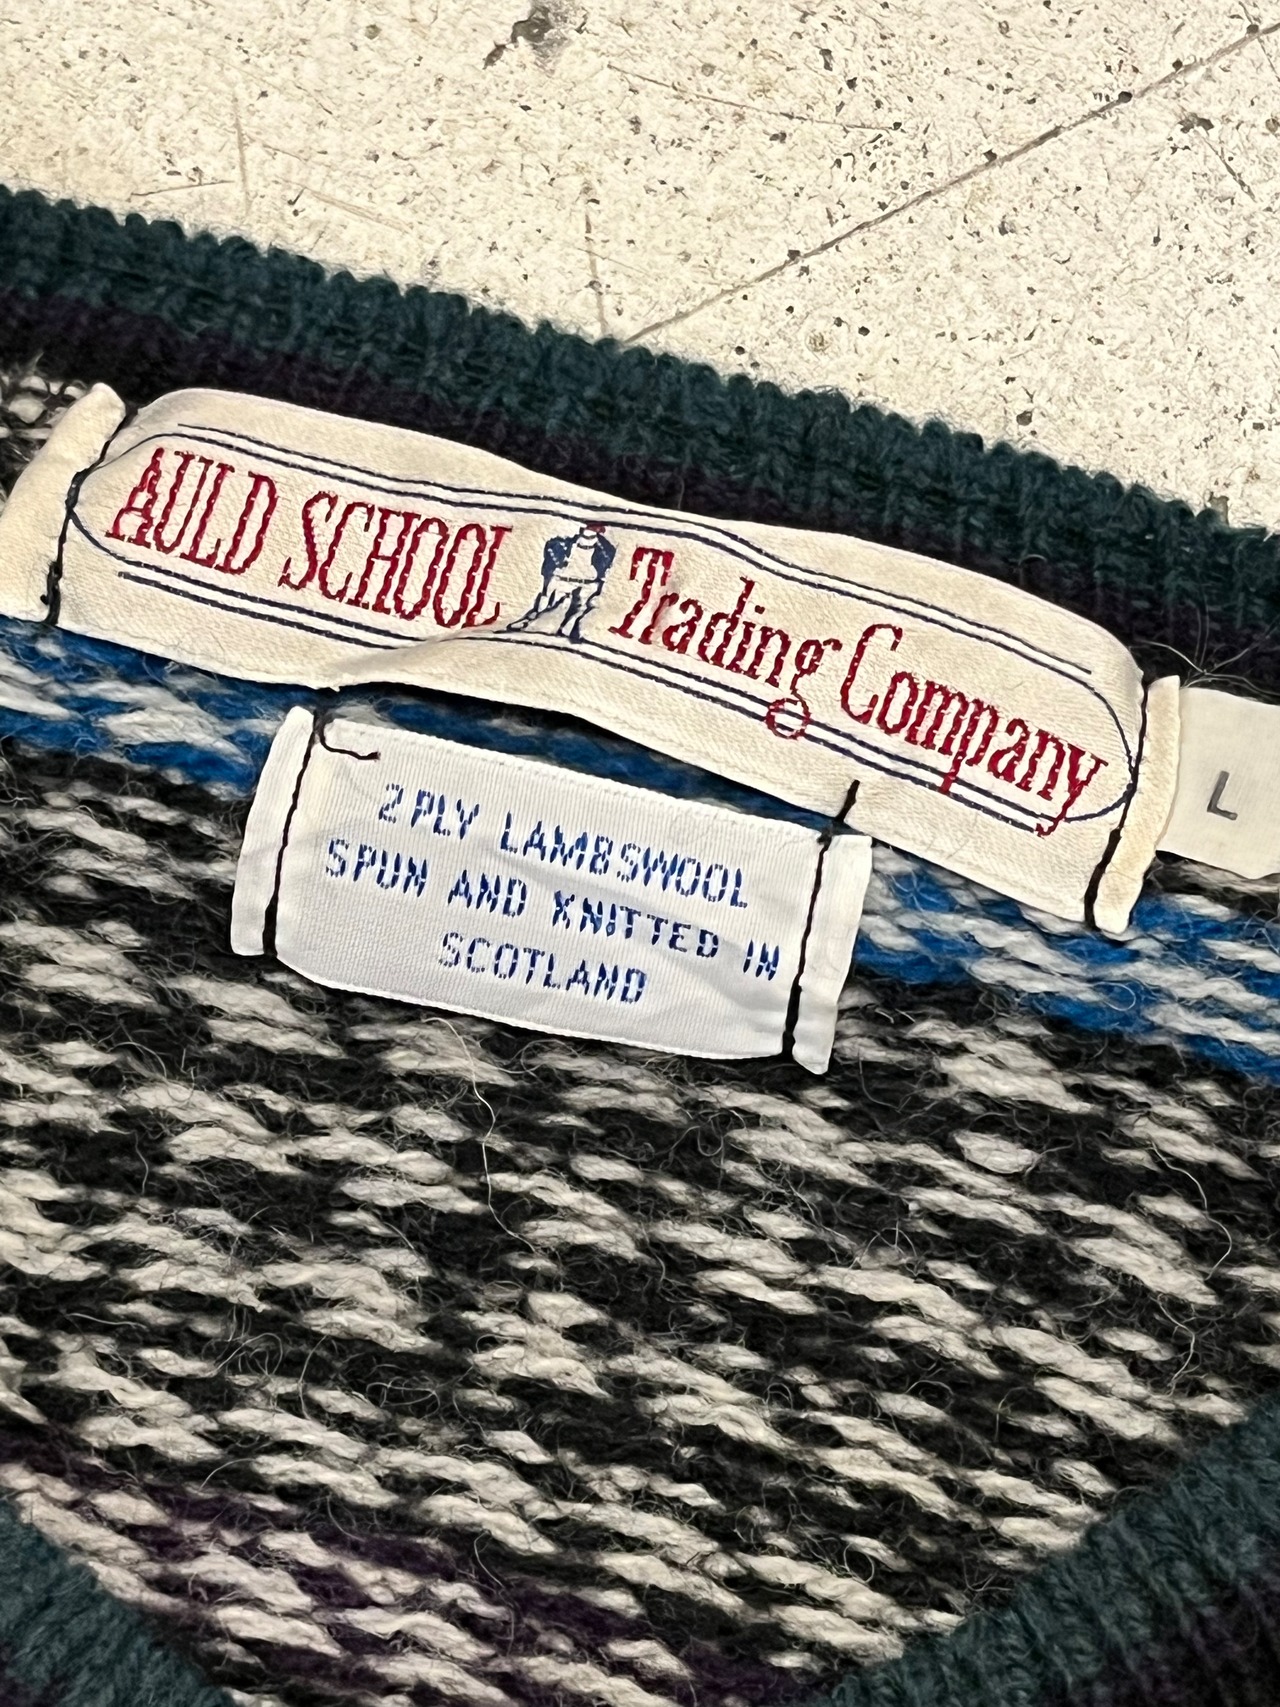 AULD SCHOOL Trading Company
L
2 PLY LAMBSWOOL
SPUN AND KNITTED IN
SCOTLAND